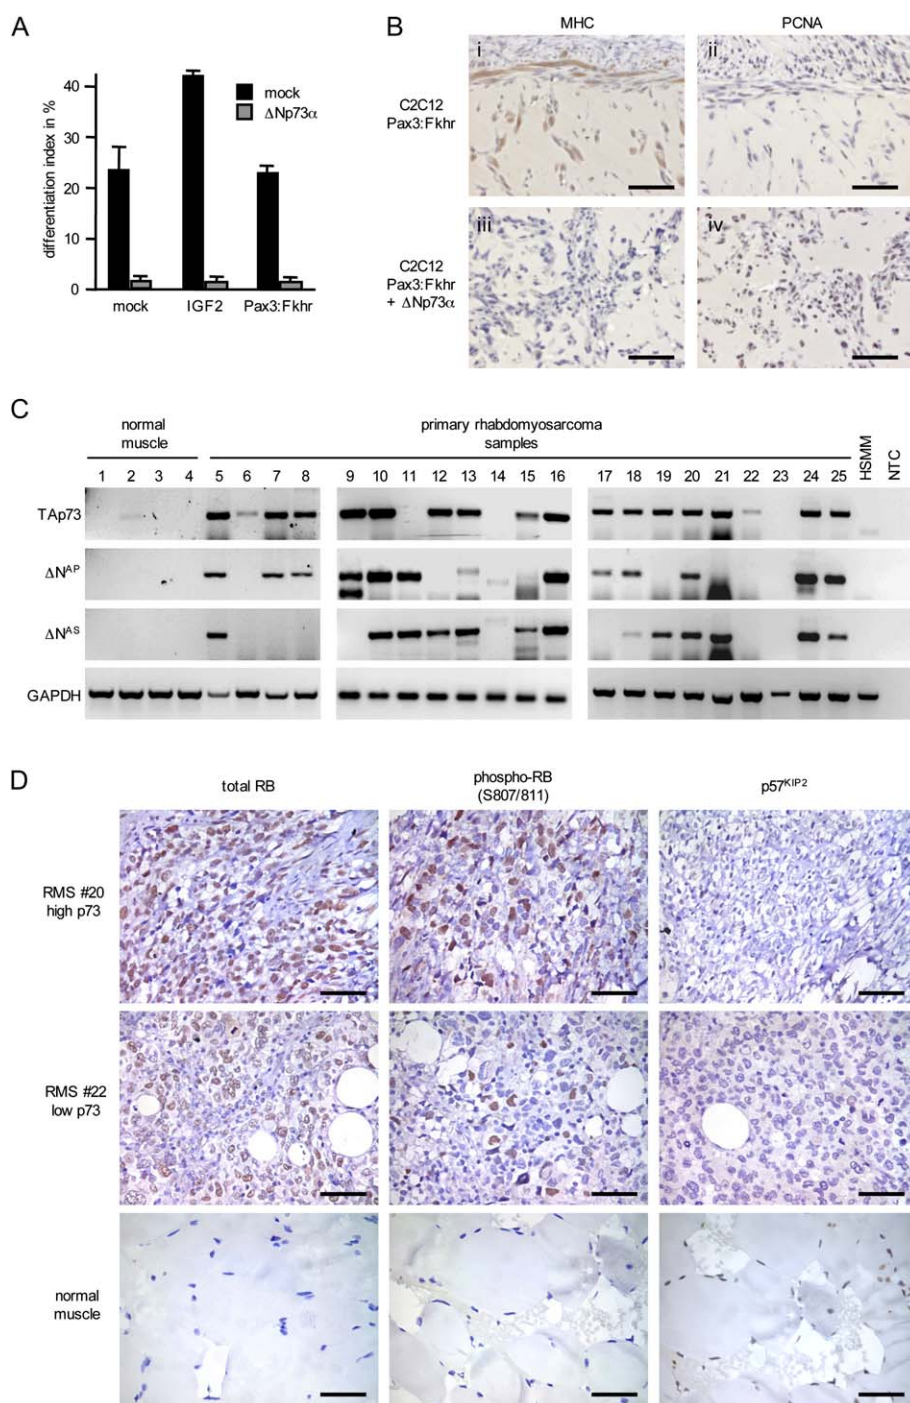 A
differentiation index in %
40
30
20
10
0
mock
ΔNp73α
mock
IGF2
Pax3:Fkhr
B
MHC
PCNA
C2C12
Pax3:Fkhr
i
ii
C2C12
Pax3:Fkhr
+ ΔNp73α
iii
iv
C
normal
muscle
primary rhabdomyosarcoma
samples
1 2 3 4 5 6 7 8 9 10 11 12 13 14 15 16 17 18 19 20 21 22 23 24 25 HSMM NTC
TAp73
ΔN^AP
ΔN^AS
GAPDH
D
total RB
phospho-RB
(S807/811)
p57^KIP2
RMS #20
high p73
RMS #22
low p73
normal
muscle